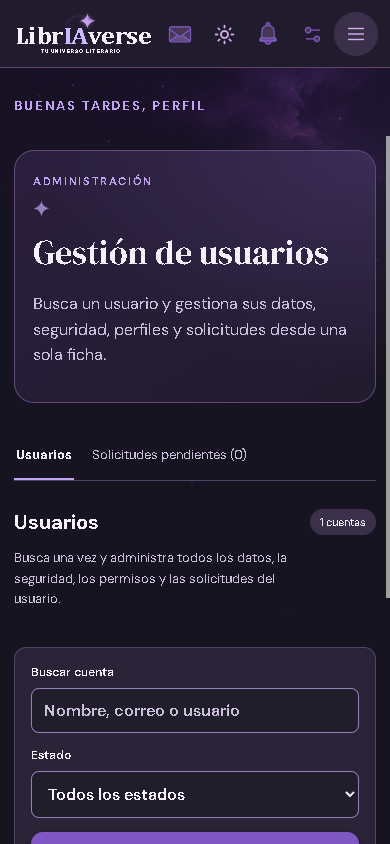 LibrIAverse
TU UNIVERSO LITERARIO
BUENAS TARDES, PERFIL
ADMINISTRACIÓN
Gestión de usuarios
Busca un usuario y gestiona sus datos,
seguridad, perfiles y solicitudes desde una
sola ficha.
Usuarios
Solicitudes pendientes (0)
Usuarios
1 cuentas
Busca una vez y administra todos los datos, la
seguridad, los permisos y las solicitudes del
usuario.
Buscar cuenta
Nombre, correo o usuario
Estado
Todos los estados